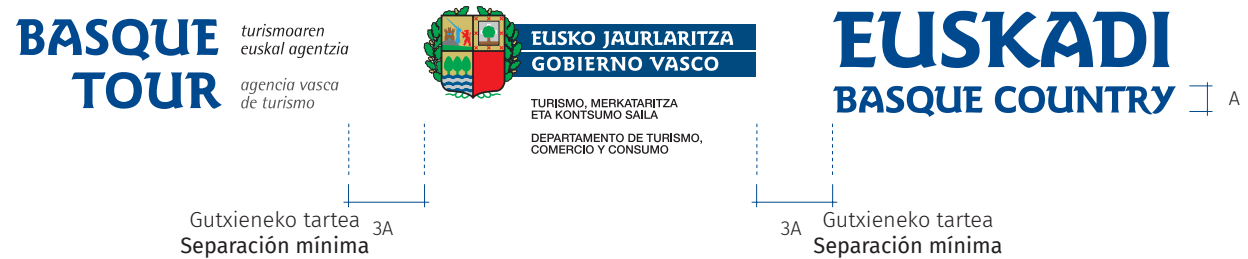 BASQUE
TOUR
turismoaren
euskal agentzia
agencia vasca
de turismo
EUSKO JAURLARITZA
GOBIERNO VASCO
TURISMO, MERKATARITZA
ETA KONTSUMO SAILA
DEPARTAMENTO DE TURISMO,
COMERCIO Y CONSUMO
EUSKADI
BASQUE COUNTRY
A
Gutxieneko tartea
Separación mínima
3A
3A
Gutxieneko tartea
Separación mínima